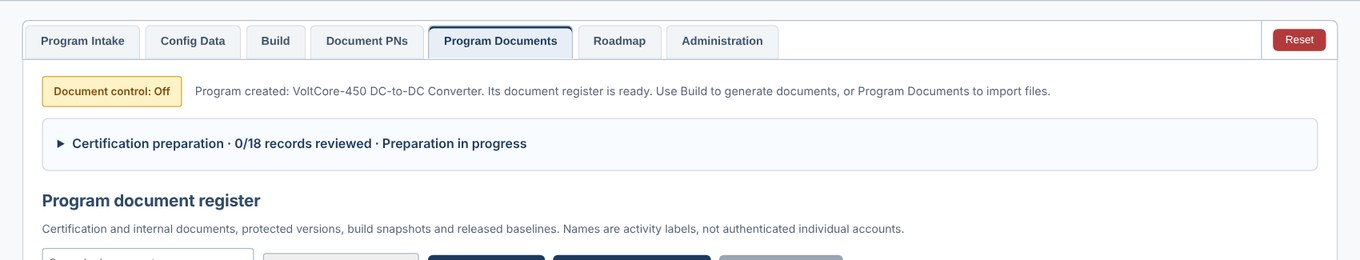 Program Intake
Config Data
Build
Document PNs
Program Documents
Roadmap
Administration
Reset
Document control: Off
Program created: VoltCore-450 DC-to-DC Converter. Its document register is ready. Use Build to generate documents, or Program Documents to import files.
Certification preparation · 0/18 records reviewed · Preparation in progress
Program document register
Certification and internal documents, protected versions, build snapshots and released baselines. Names are activity labels, not authenticated individual accounts.